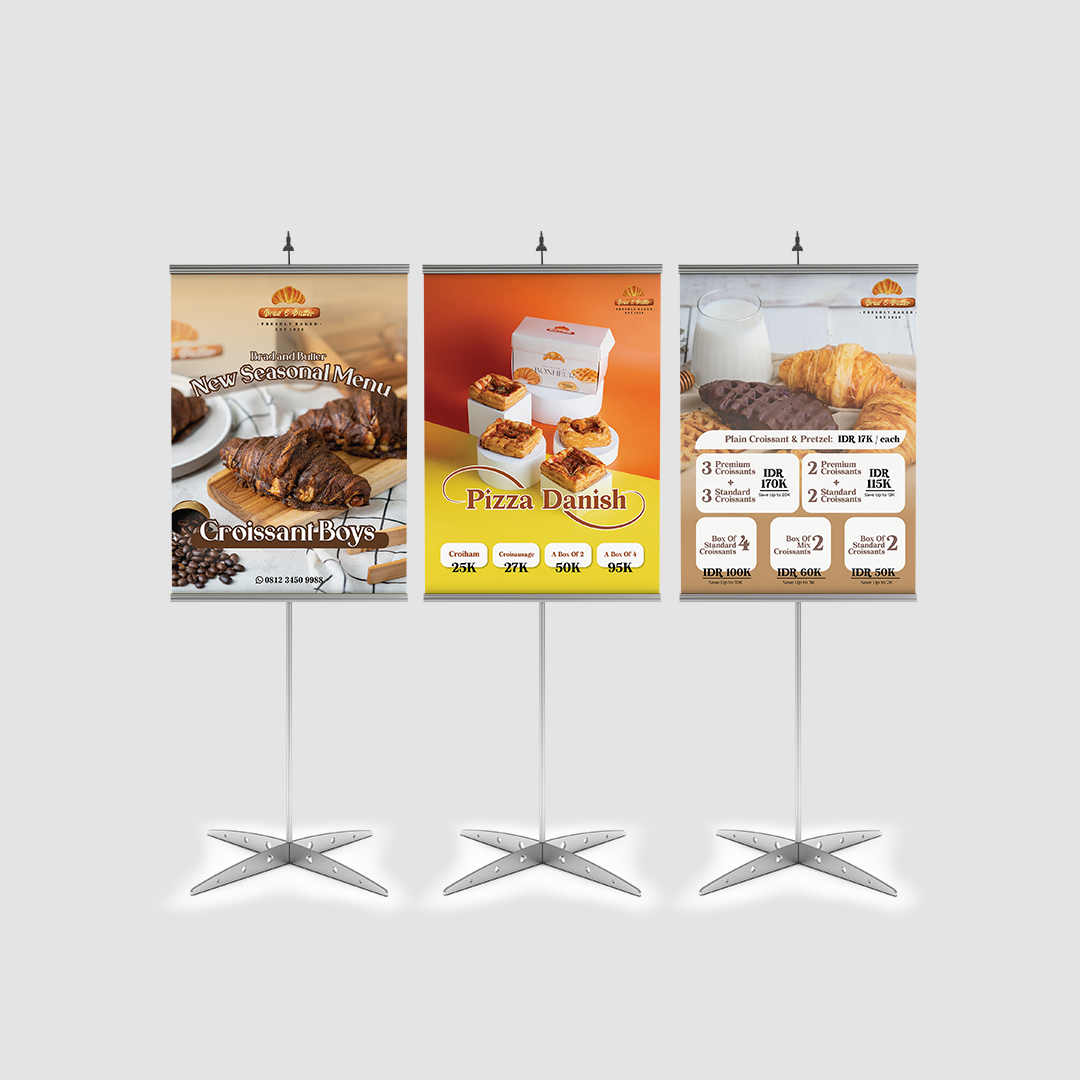 Brad & Butter
• FRESHLY BAKED •
EST 2020
Brad and Butter
New Seasonal Menu
Croissant Boys
0812 3450 9988
Brad & Butter
• FRESHLY BAKED •
EST 2020
BONHEUR
Pizza Danish
Croiham
25K
Croisausage
27K
A Box Of 2
50K
A Box Of 4
95K
Brad & Butter
• FRESHLY BAKED •
EST 2020
Plain Croissant & Pretzel: IDR 17K / each
3 Premium
Croissants
+
3 Standard
Croissants
IDR
170K
Save Up to 20K
2 Premium
Croissants
+
2 Standard
Croissants
IDR
115K
Save Up to 12K
Box Of
Standard 4
Croissants
IDR 100K
Save Up to 10K
Box Of
Mix 2
Croissants
IDR 60K
Save Up to 5K
Box Of
Standard 2
Croissants
IDR 50K
Save Up to 2K